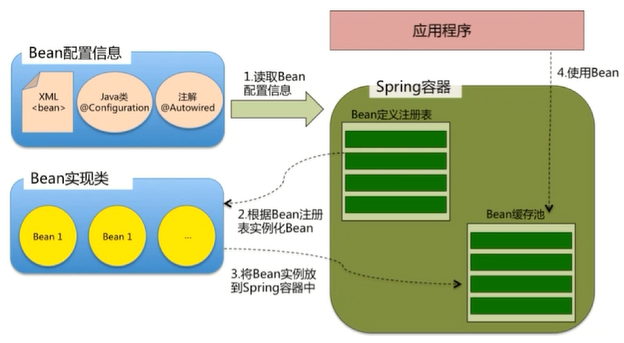 Bean配置信息
XML
<bean>
Java类
@Configuration
注解
@Autowired
1.读取Bean
配置信息
应用程序
4.使用Bean
Spring容器
Bean定义注册表
Bean实现类
Bean 1
Bean 1
...
2.根据Bean注册
表实例化Bean
3.将Bean实例放
到Spring容器中
Bean缓存池